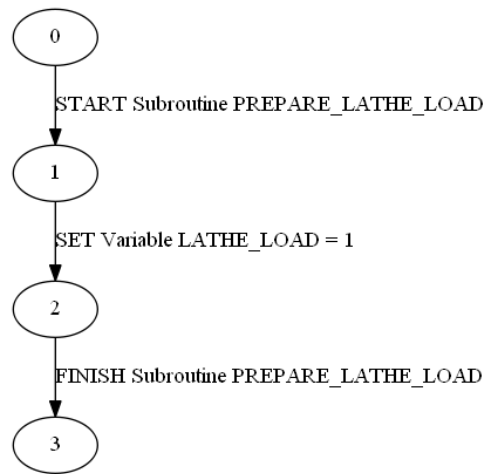 0
START Subroutine PREPARE_LATHE_LOAD
1
SET Variable LATHE_LOAD = 1
2
FINISH Subroutine PREPARE_LATHE_LOAD
3